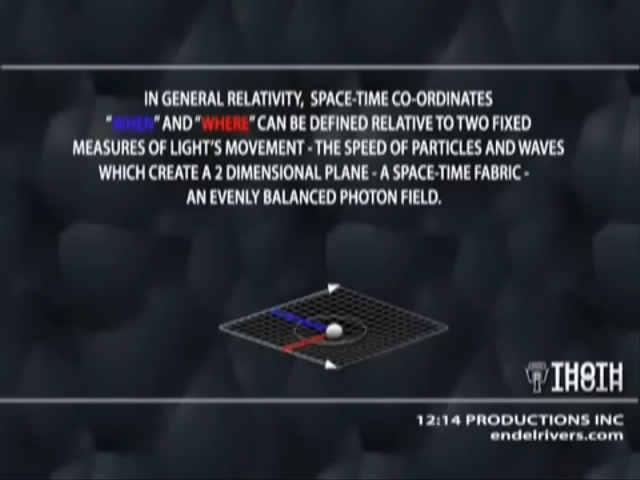 IN GENERAL RELATIVITY, SPACE-TIME CO-ORDINATES
"WHEN" AND "WHERE" CAN BE DEFINED RELATIVE TO TWO FIXED
MEASURES OF LIGHT'S MOVEMENT - THE SPEED OF PARTICLES AND WAVES
WHICH CREATE A 2 DIMENSIONAL PLANE - A SPACE-TIME FABRIC -
AN EVENLY BALANCED PHOTON FIELD.
THOTH
12:14 PRODUCTIONS INC
endelrivers.com